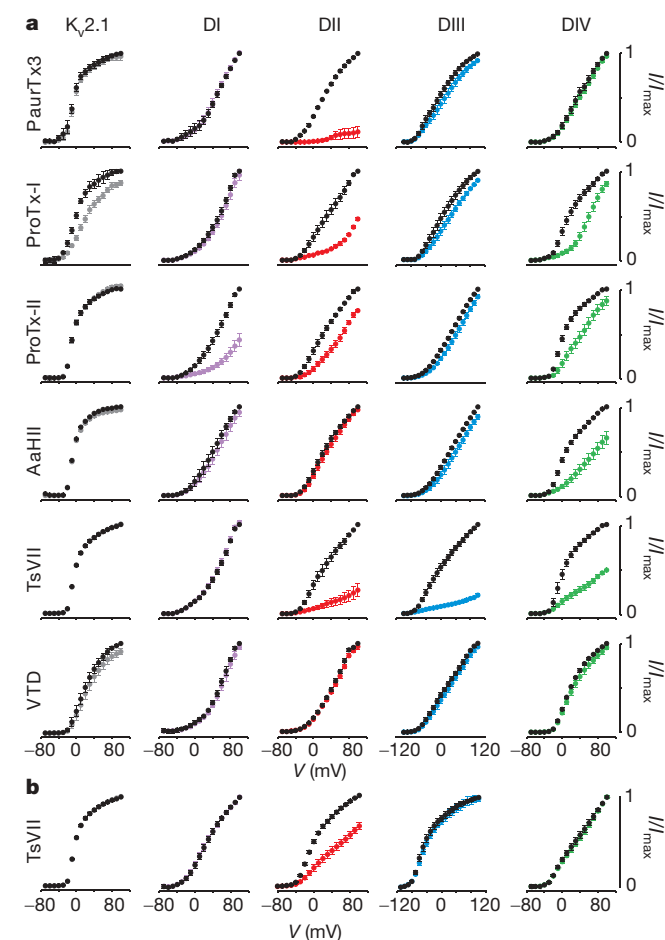 a
Kv2.1 DI DII DIII DIV
PaurTx3
1
0
I/Imax
ProTx-I
1
0
I/Imax
ProTx-II
1
0
I/Imax
AaHII
1
0
I/Imax
TsVII
1
0
I/Imax
VTD
1
0
I/Imax
−80 0 80 −80 0 80 −80 0 80 −120 0 120 −80 0 80
V (mV)
b
TsVII
1
0
I/Imax
−80 0 80 −80 0 80 −80 0 80 −120 0 120 −80 0 80
V (mV)